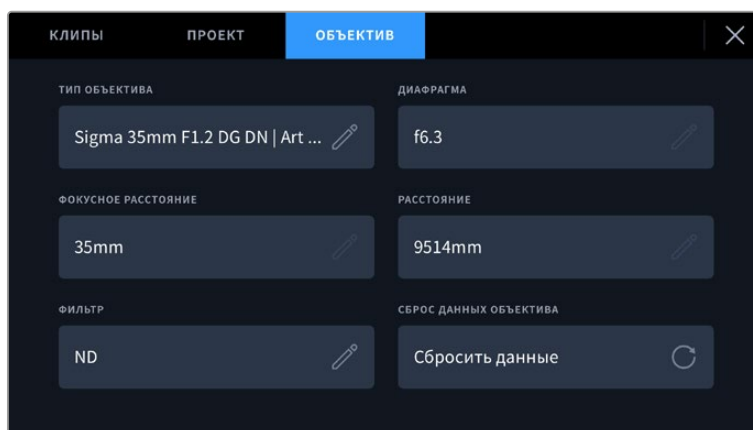 КЛИПЫ ПРОЕКТ ОБЪЕКТИВ
ТИП ОБЪЕКТИВА ДИАФРАГМА
Sigma 35mm F1.2 DG DN | Art ... f6.3
ФОКУСНОЕ РАССТОЯНИЕ РАССТОЯНИЕ
35mm 9514mm
ФИЛЬТР СБРОС ДАННЫХ ОБЪЕКТИВА
ND Сбросить данные